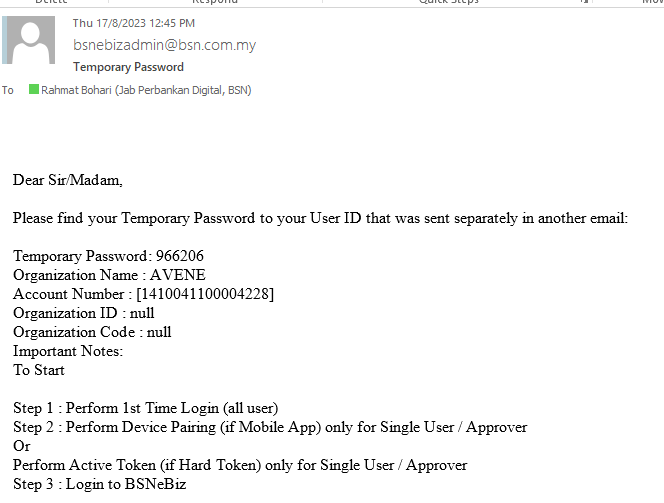 Delete Respond Quick Steps
Thu 17/8/2023 12:45 PM
bsnebizadmin@bsn.com.my
Temporary Password
To Rahmat Bohari (Jab Perbankan Digital, BSN)
Dear Sir/Madam,
Please find your Temporary Password to your User ID that was sent separately in another email:
Temporary Password: 966206
Organization Name : AVENE
Account Number : [1410041100004228]
Organization ID : null
Organization Code : null
Important Notes:
To Start
Step 1 : Perform 1st Time Login (all user)
Step 2 : Perform Device Pairing (if Mobile App) only for Single User / Approver
Or
Perform Active Token (if Hard Token) only for Single User / Approver
Step 3 : Login to BSNeBiz